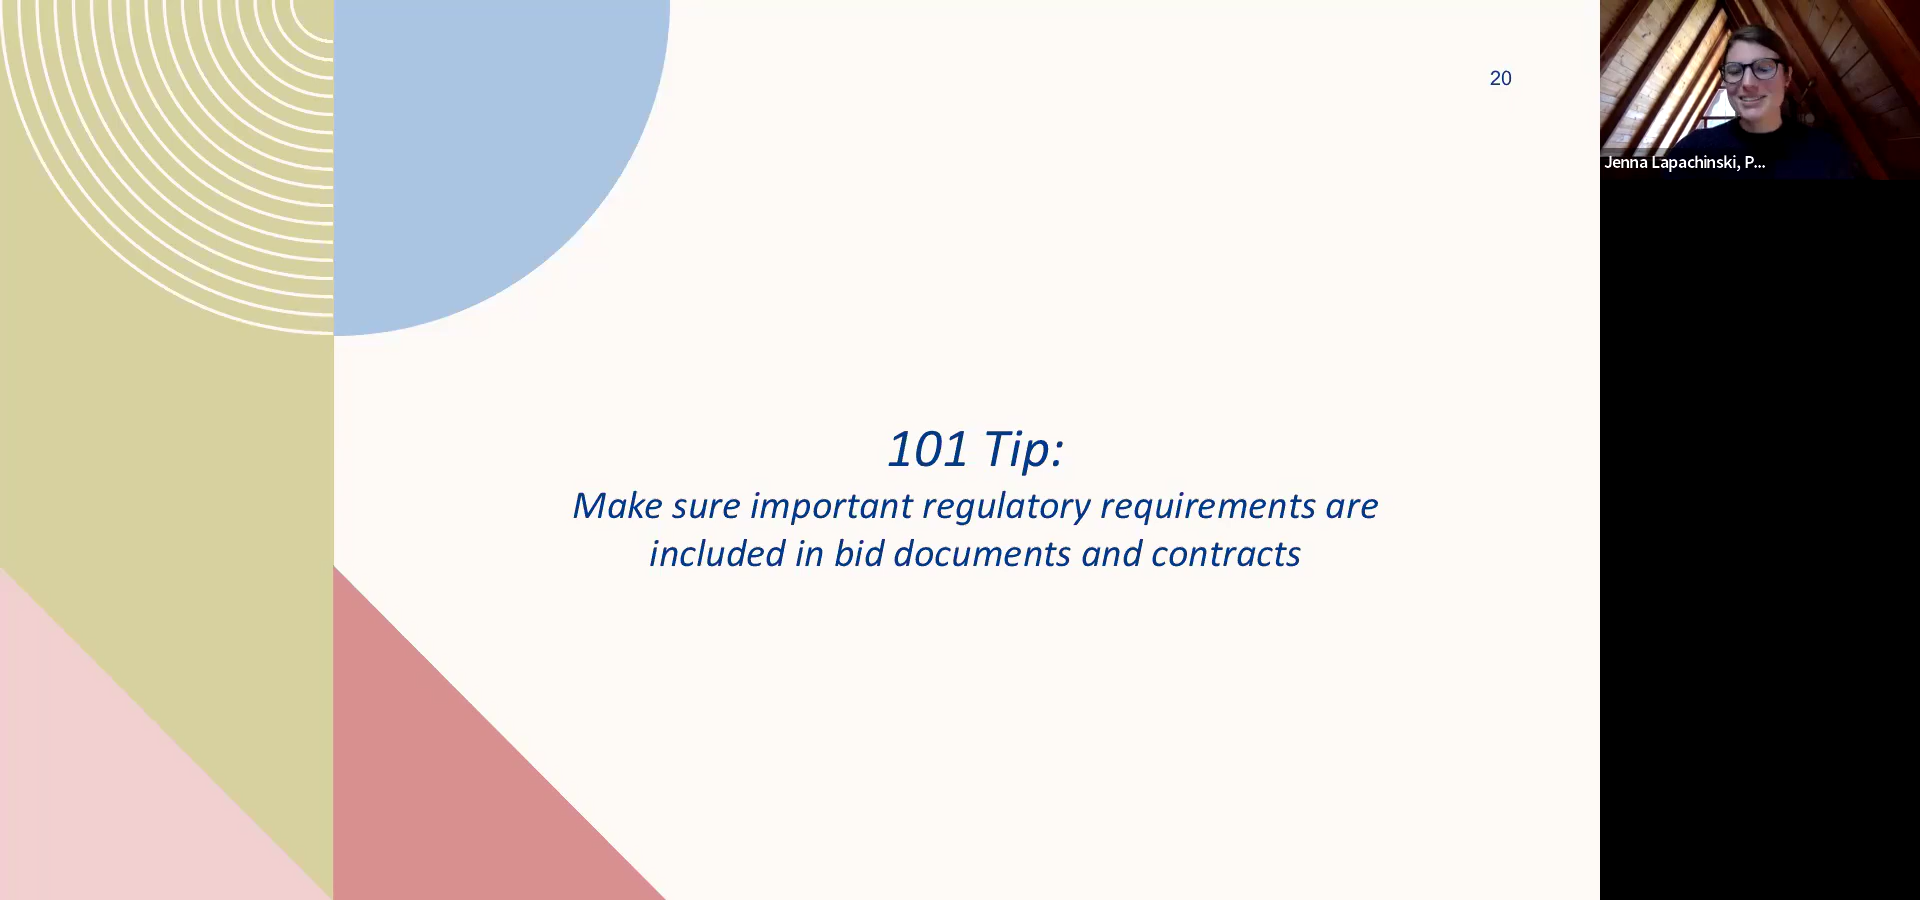 20
Jenna Lapachinski, P...
101 Tip:
Make sure important regulatory requirements are
included in bid documents and contracts